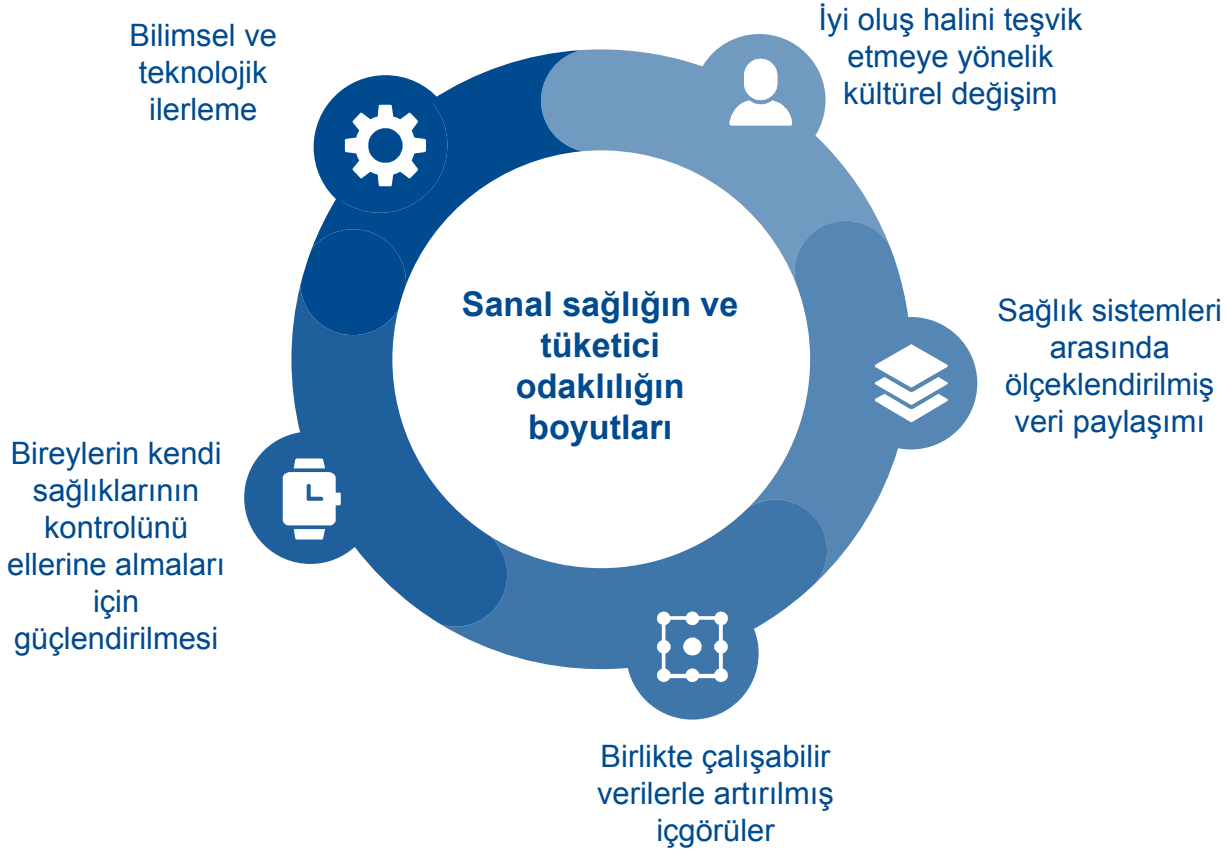 Bilimsel ve
teknolojik
ilerleme
İyi oluş halini teşvik
etmeye yönelik
kültürel değişim
Sanal sağlığın ve
tüketici
odaklılığın
boyutları
Sağlık sistemleri
arasında
ölçeklendirilmiş
veri paylaşımı
Bireylerin kendi
sağlıklarının
kontrolünü
ellerine almaları
için
güçlendirilmesi
Birlikte çalışabilir
verilerle artırılmış
içgörüler